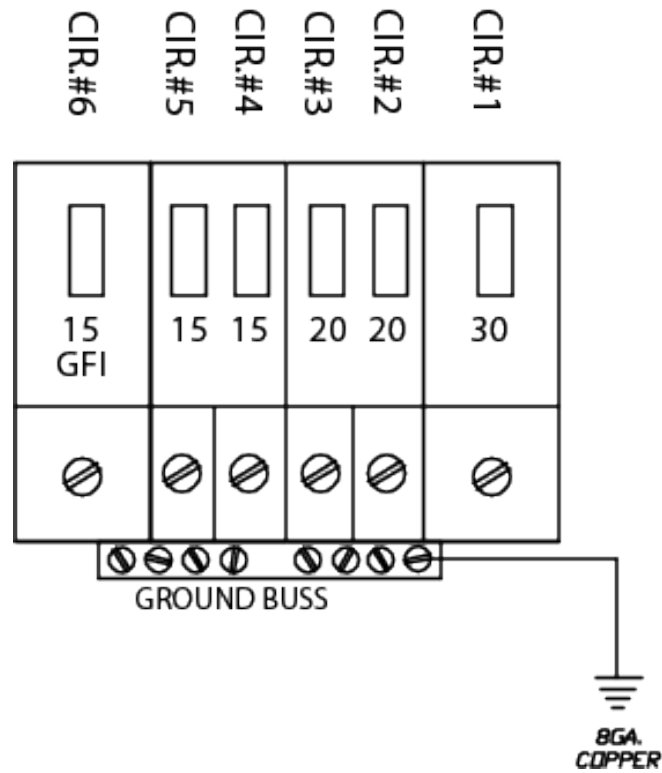 CIR.#6
CIR.#5
CIR.#4
CIR.#3
CIR.#2
CIR.#1
15
GFI
15
15
20
20
30
GROUND BUSS
8GA.
COPPER